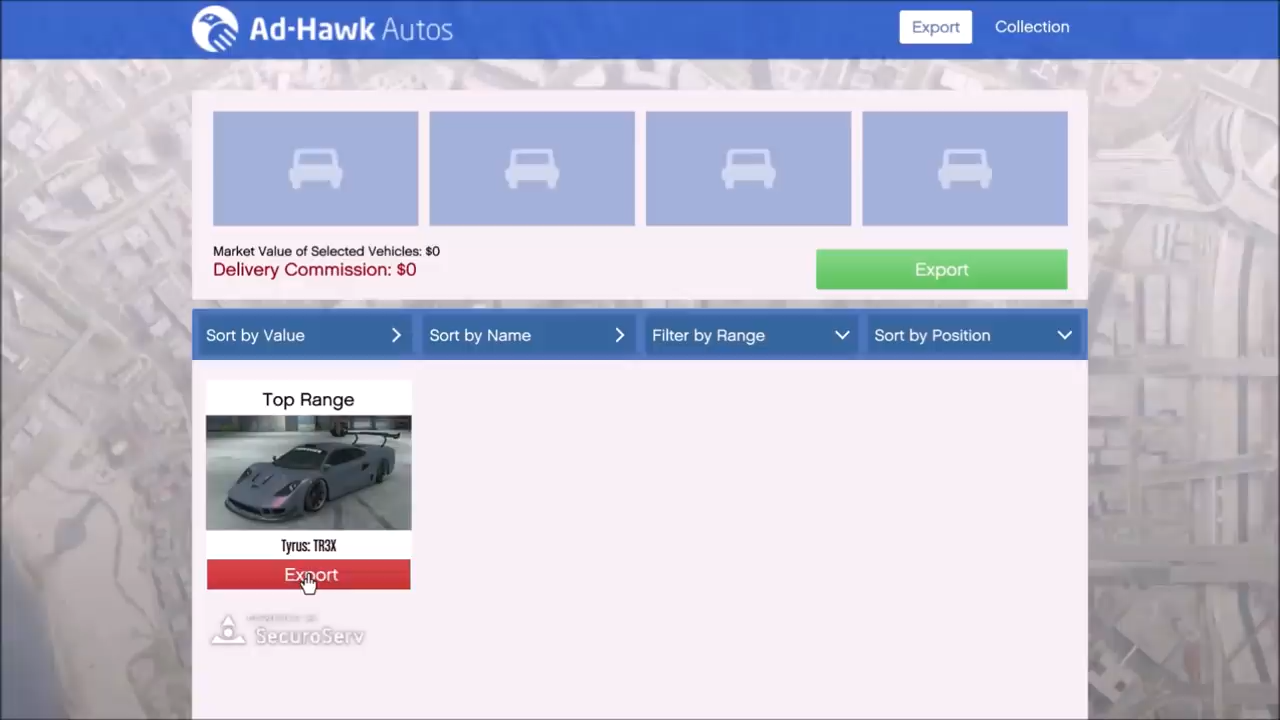 Ad-Hawk Autos
Export
Collection
Market Value of Selected Vehicles: $0
Delivery Commission: $0
Export
Sort by Value
Sort by Name
Filter by Range
Sort by Position
Top Range
Tyrus: TR3X
Export
SecuroServ